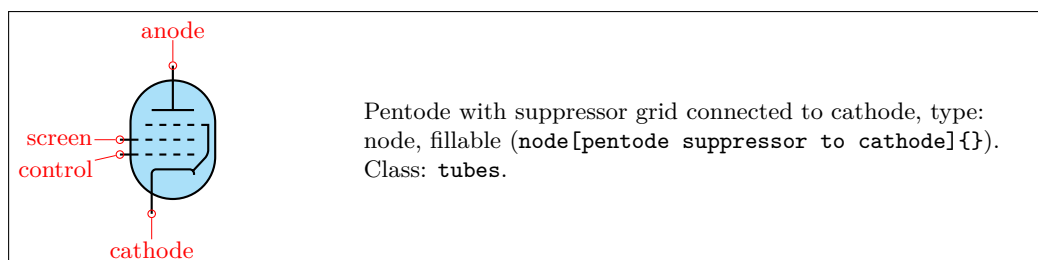 anode
screen
control
cathode
Pentode with suppressor grid connected to cathode, type:
node, fillable (node[pentode suppressor to cathode]{}).
Class: tubes.